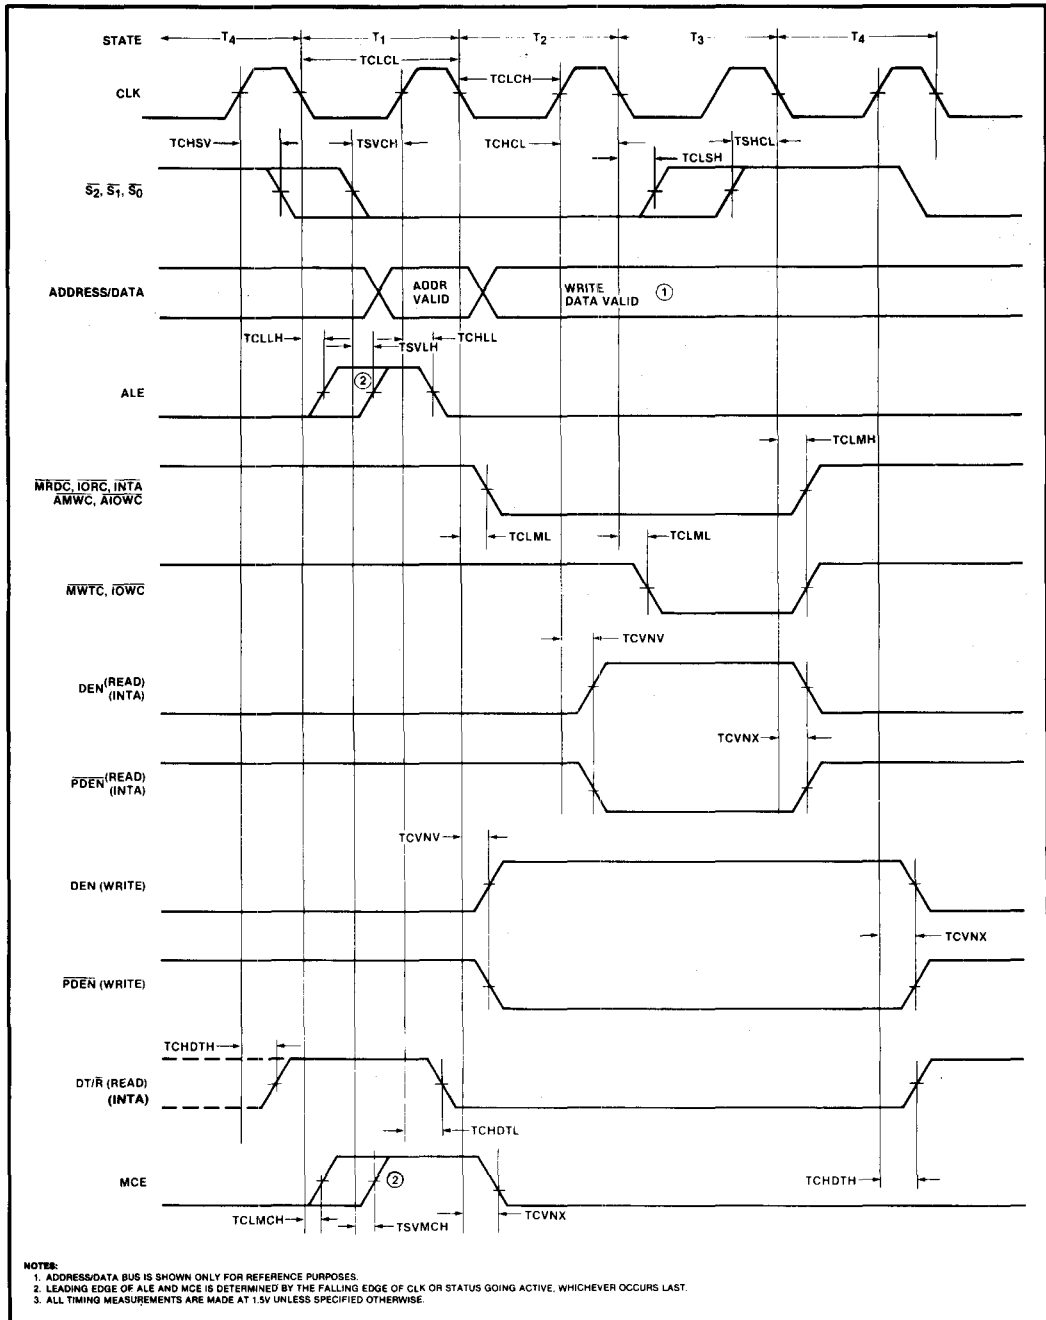 STATE T4 T1 T2 T3 T4
TCLCL
TCLCH
CLK
TCHSV TSVCH TCHCL TSHCL
TCLSH
S2, S1, S0
ADDRESS/DATA ADDR VALID WRITE DATA VALID ①
TCLLH TSVLH TCHLL
ALE ②
TCLMH
MRDC, IORC, INTA
AMWC, AIOWC
TCLML TCLML
MWTC, IOWC
TCVNV
DEN (READ)
(INTA)
TCVNX
PDEN (READ)
(INTA)
TCVNV
DEN (WRITE)
TCVNX
PDEN (WRITE)
TCHDTH
DT/R (READ)
(INTA)
TCHDTL
MCE ②
TCHDTH
TCLMCH TSVMCH TCVNX
NOTES:
1. ADDRESS/DATA BUS IS SHOWN ONLY FOR REFERENCE PURPOSES.
2. LEADING EDGE OF ALE AND MCE IS DETERMINED BY THE FALLING EDGE OF CLK OR STATUS GOING ACTIVE, WHICHEVER OCCURS LAST.
3. ALL TIMING MEASUREMENTS ARE MADE AT 1.5V UNLESS SPECIFIED OTHERWISE.